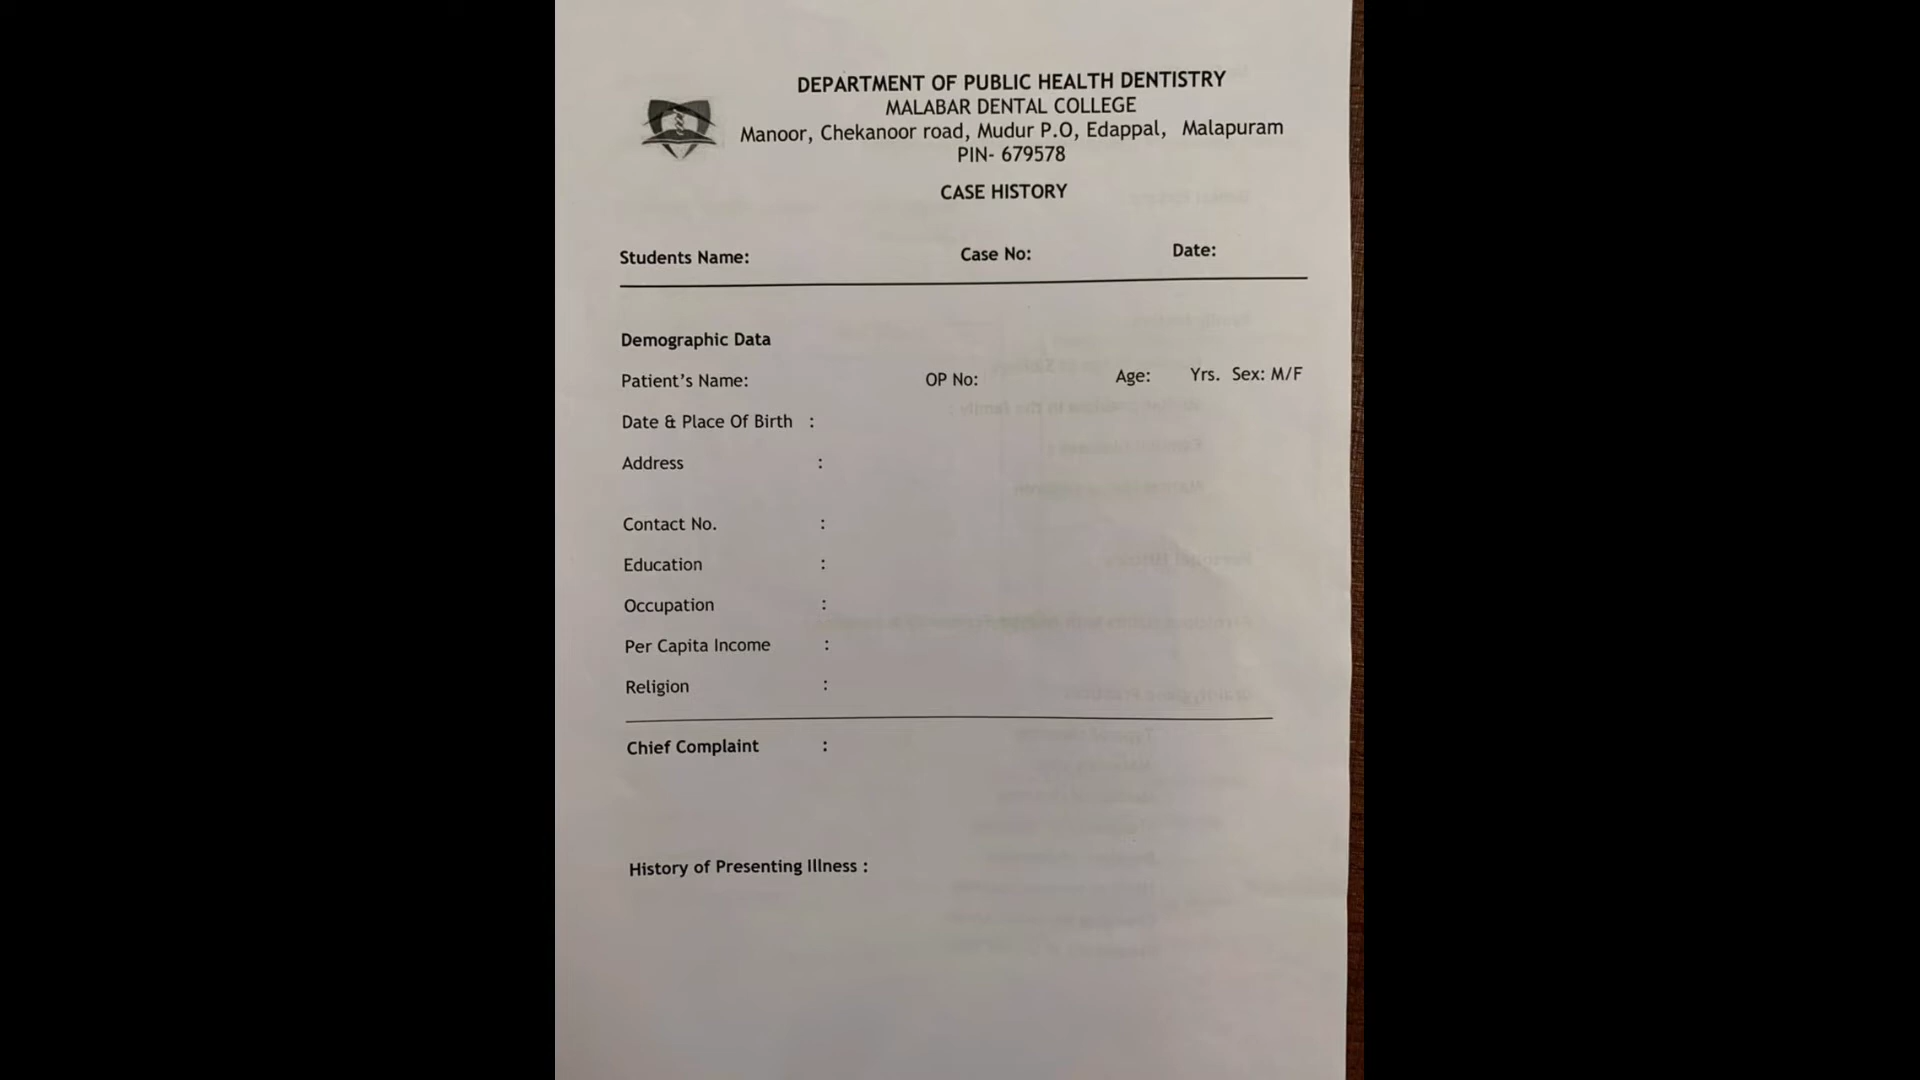 DEPARTMENT OF PUBLIC HEALTH DENTISTRY
MALABAR DENTAL COLLEGE
Manoor, Chekanoor road, Mudur P.O, Edappal, Malapuram
PIN- 679578
CASE HISTORY
Students Name: Case No: Date:
Demographic Data
Patient's Name: OP No: Age: Yrs. Sex: M/F
Date & Place Of Birth :
Address :
Contact No. :
Education :
Occupation :
Per Capita Income :
Religion :
Chief Complaint :
History of Presenting Illness :